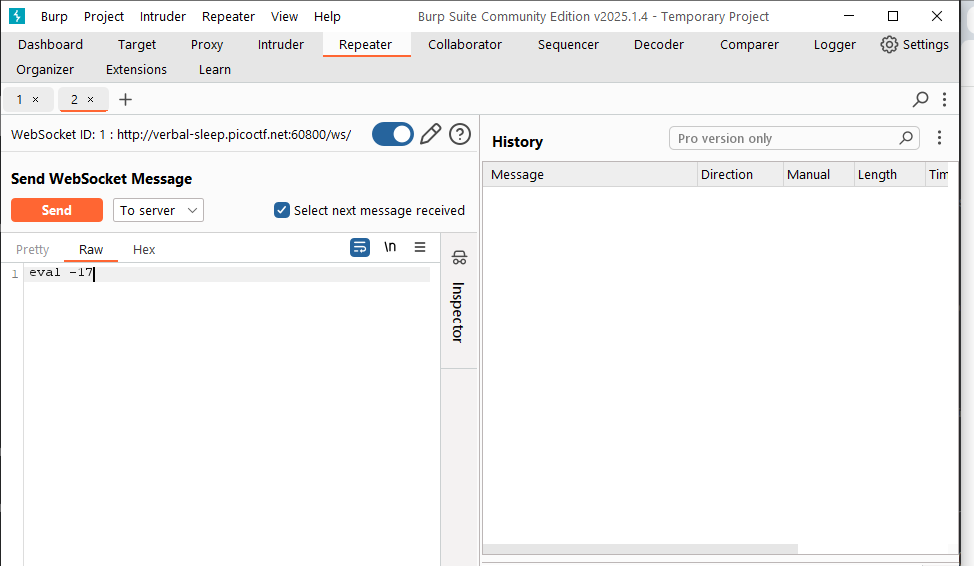 Burp Project Intruder Repeater View Help Burp Suite Community Edition v2025.1.4 - Temporary Project
Dashboard Target Proxy Intruder Repeater Collaborator Sequencer Decoder Comparer Logger Settings
Organizer Extensions Learn
1 × 2 × +
WebSocket ID: 1 : http://verbal-sleep.picoctf.net:60800/ws/
Send WebSocket Message
Send To server Select next message received
Pretty Raw Hex \n
1 eval -17
Inspector
History Pro version only
Message Direction Manual Length Tim